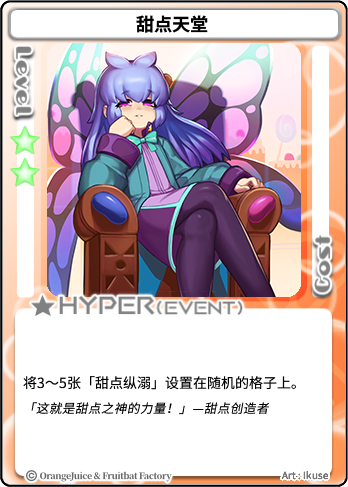 甜点天堂
Level
Cost
HYPER(EVENT)
将3～5张「甜点纵溺」设置在随机的格子上。
「这就是甜点之神的力量！」—甜点创造者
© OrangeJuice & Fruitbat Factory
Art.: Ikuse